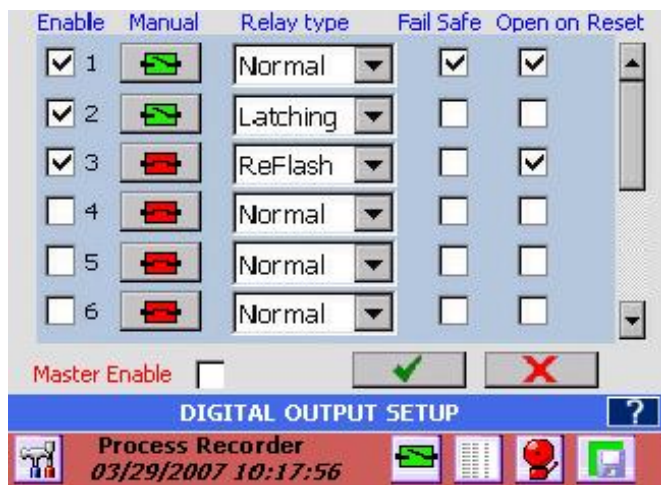 Enable Manual Relay type Fail Safe Open on Reset
1 Normal
2 Latching
3 ReFlash
4 Normal
5 Normal
6 Normal
Master Enable
DIGITAL OUTPUT SETUP ?
Process Recorder
03/29/2007 10:17:56